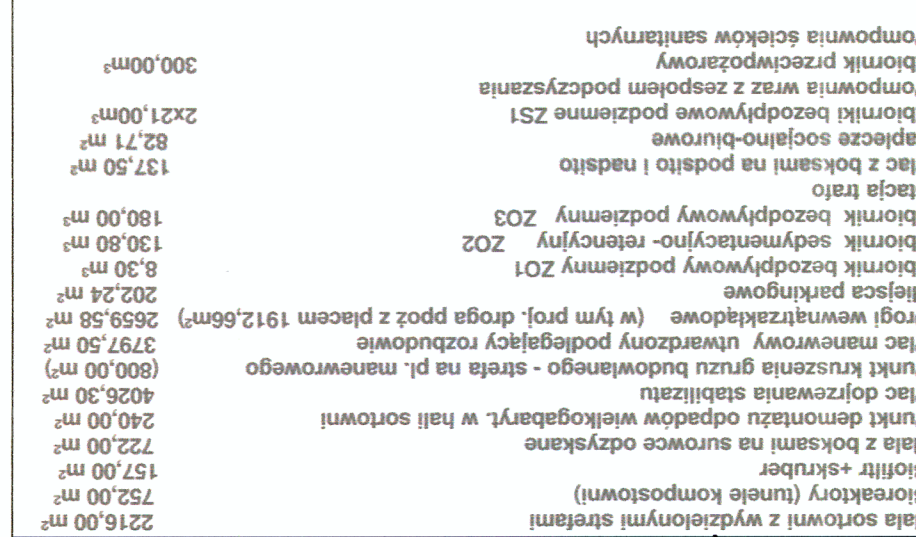 ala sortowni z wydzielonymi strefami 2216,00 m²
ioreaktory (tunele kompostowni) 752,00 m²
iofiltr +skruber 157,00 m²
ala z boksami na surowce odzyskane 722,00 m²
unkt demontażu odpadów wielkogabaryt. w hali sortowni 240,00 m²
lac dojrzewania stabilizatu 4026,30 m²
unkt kruszenia gruzu budowlanego - strefa na pl. manewrowego (800,00 m²)
lac manewrowy utwardzony podlegający rozbudowie 3797,50 m²
rogi wewnątrzakładowe (w tym proj. droga ppoż z placem 1912,66m²) 2659,58 m²
iejsca parkingowe 202,24 m²
biornik bezodpływowy podziemny ZO1 8,30 m³
biornik sedymentacyjno- retencyjny ZO2 130,80 m³
biornik bezodpływowy podziemny ZO3 180,00 m³
tacja trafo
lac z boksami na podsito i nadsito 137,50 m²
aplecze socjalno-biurowe 82,71 m²
biorniki bezodpływowe podziemne ZS1 2x21,00m³
ompownia wraz z zespołem podczyszania
biornik przeciwpożarowy 300,00m³
ompownia ścieków sanitarnych